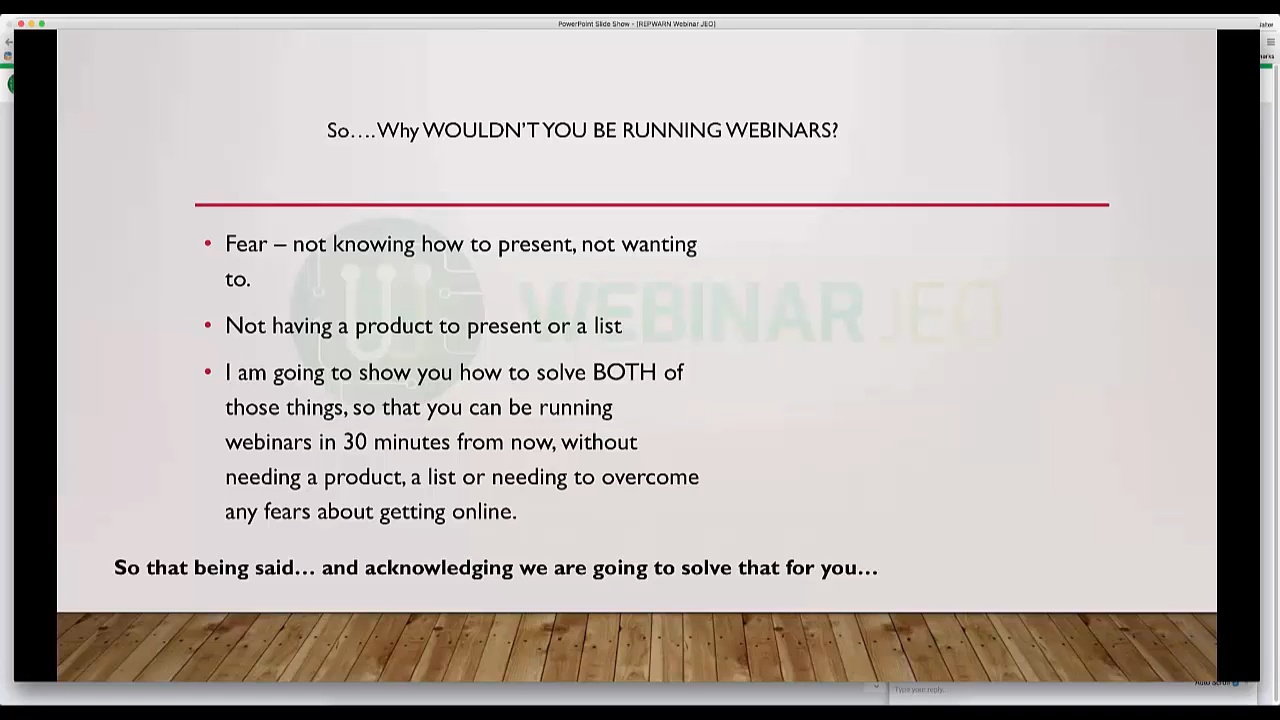 PowerPoint Slide Show - [REPWARN Webinar JEO]
So….Why WOULDN'T YOU BE RUNNING WEBINARS?
• Fear – not knowing how to present, not wanting
to.
• Not having a product to present or a list
• I am going to show you how to solve BOTH of
those things, so that you can be running
webinars in 30 minutes from now, without
needing a product, a list or needing to overcome
any fears about getting online.
WEBINAR JEO
So that being said… and acknowledging we are going to solve that for you…
Auto Scroll
Type your reply...